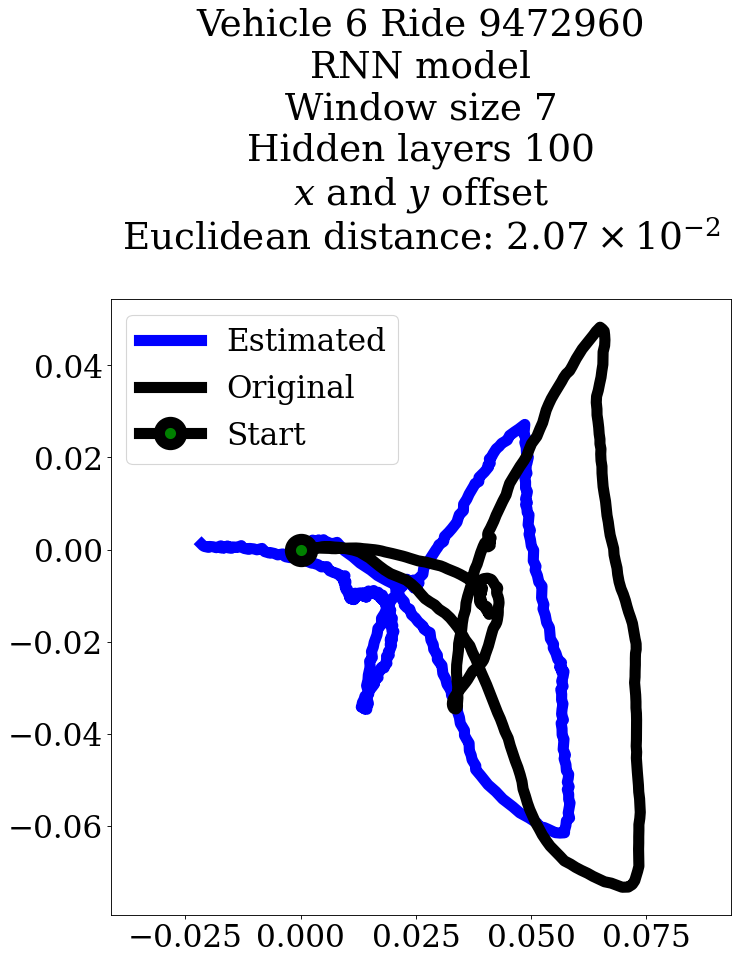 Vehicle 6 Ride 9472960
RNN model
Window size 7
Hidden layers 100
x and y offset
Euclidean distance: 2.07 × 10⁻²
Estimated
Original
Start
0.04
0.02
0.00
−0.02
−0.04
−0.06
−0.025 0.000 0.025 0.050 0.075